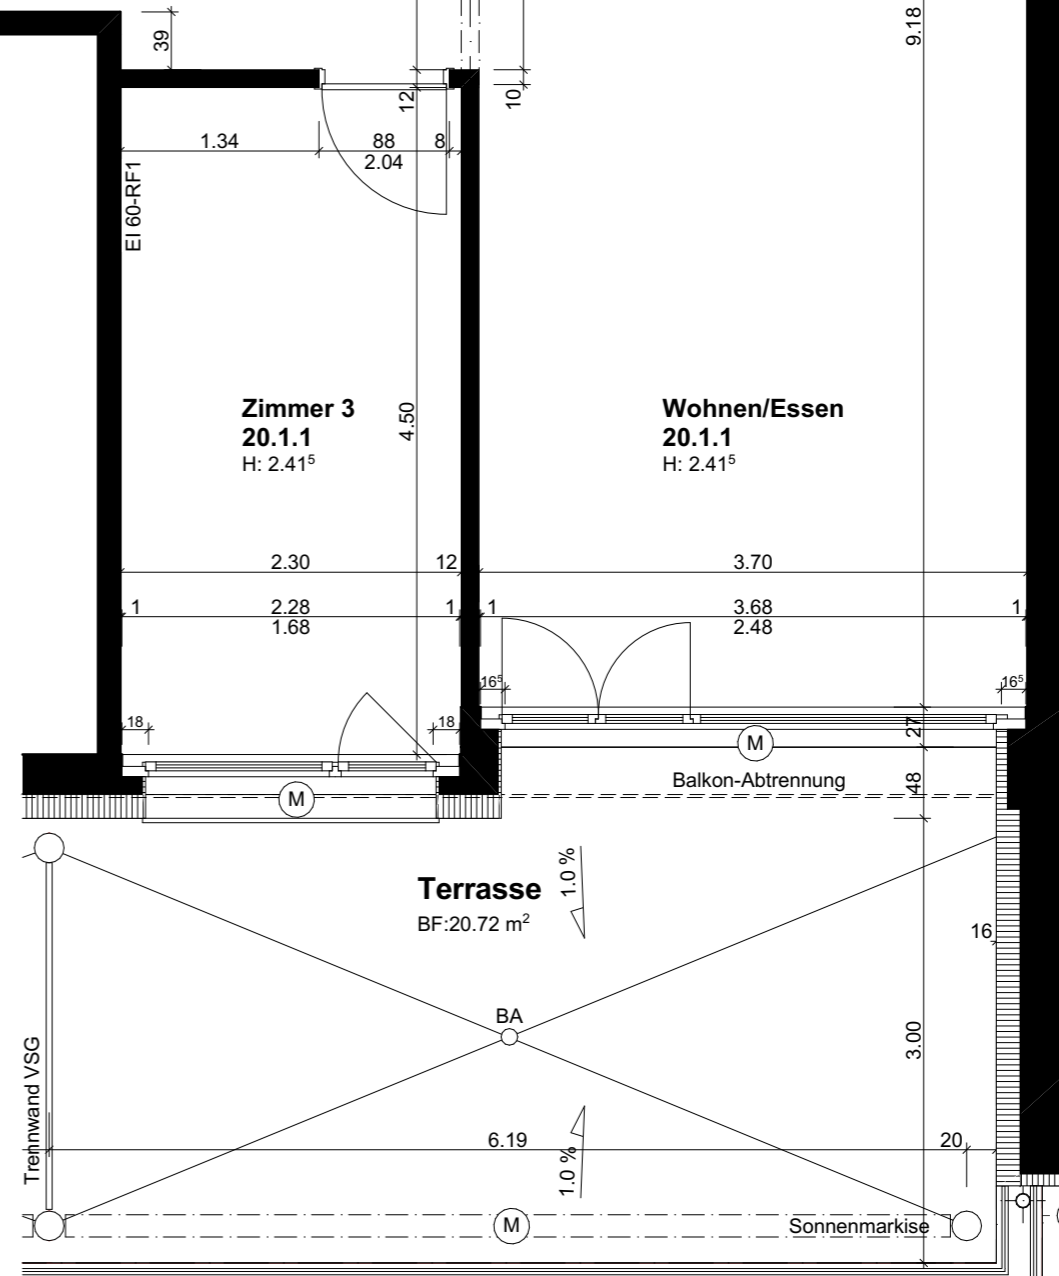 39
9.18
12
10
1.34
88
8
2.04
EI 60-RF1
Zimmer 3
20.1.1
H: 2.41⁵
4.50
Wohnen/Essen
20.1.1
H: 2.41⁵
2.30
12
3.70
1
2.28
1
1
3.68
1
1.68
2.48
16⁵
16⁵
18
18
27
M
M
Balkon-Abtrennung
48
Terrasse
BF:20.72 m²
1.0 %
16
BA
3.00
Trennwand VSG
6.19
20
1.0 %
M
Sonnenmarkise